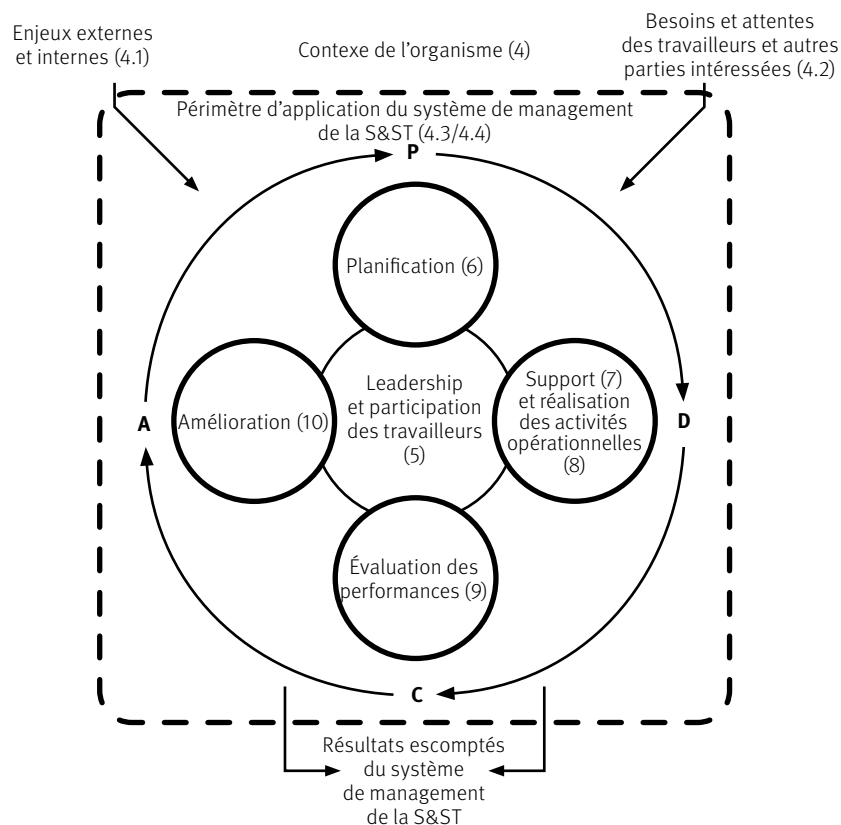 Enjeux externes
et internes (4.1)
Contexe de l’organisme (4)
Besoins et attentes
des travailleurs et autres
parties intéressées (4.2)
Périmètre d’application du système de management
de la S&ST (4.3/4.4)
P
Planification (6)
A
Amélioration (10)
Leadership
et participation
des travailleurs
(5)
Support (7)
et réalisation
des activités
opérationnelles
(8)
D
Évaluation des
performances (9)
C
Résultats escomptés
du système
de management
de la S&ST